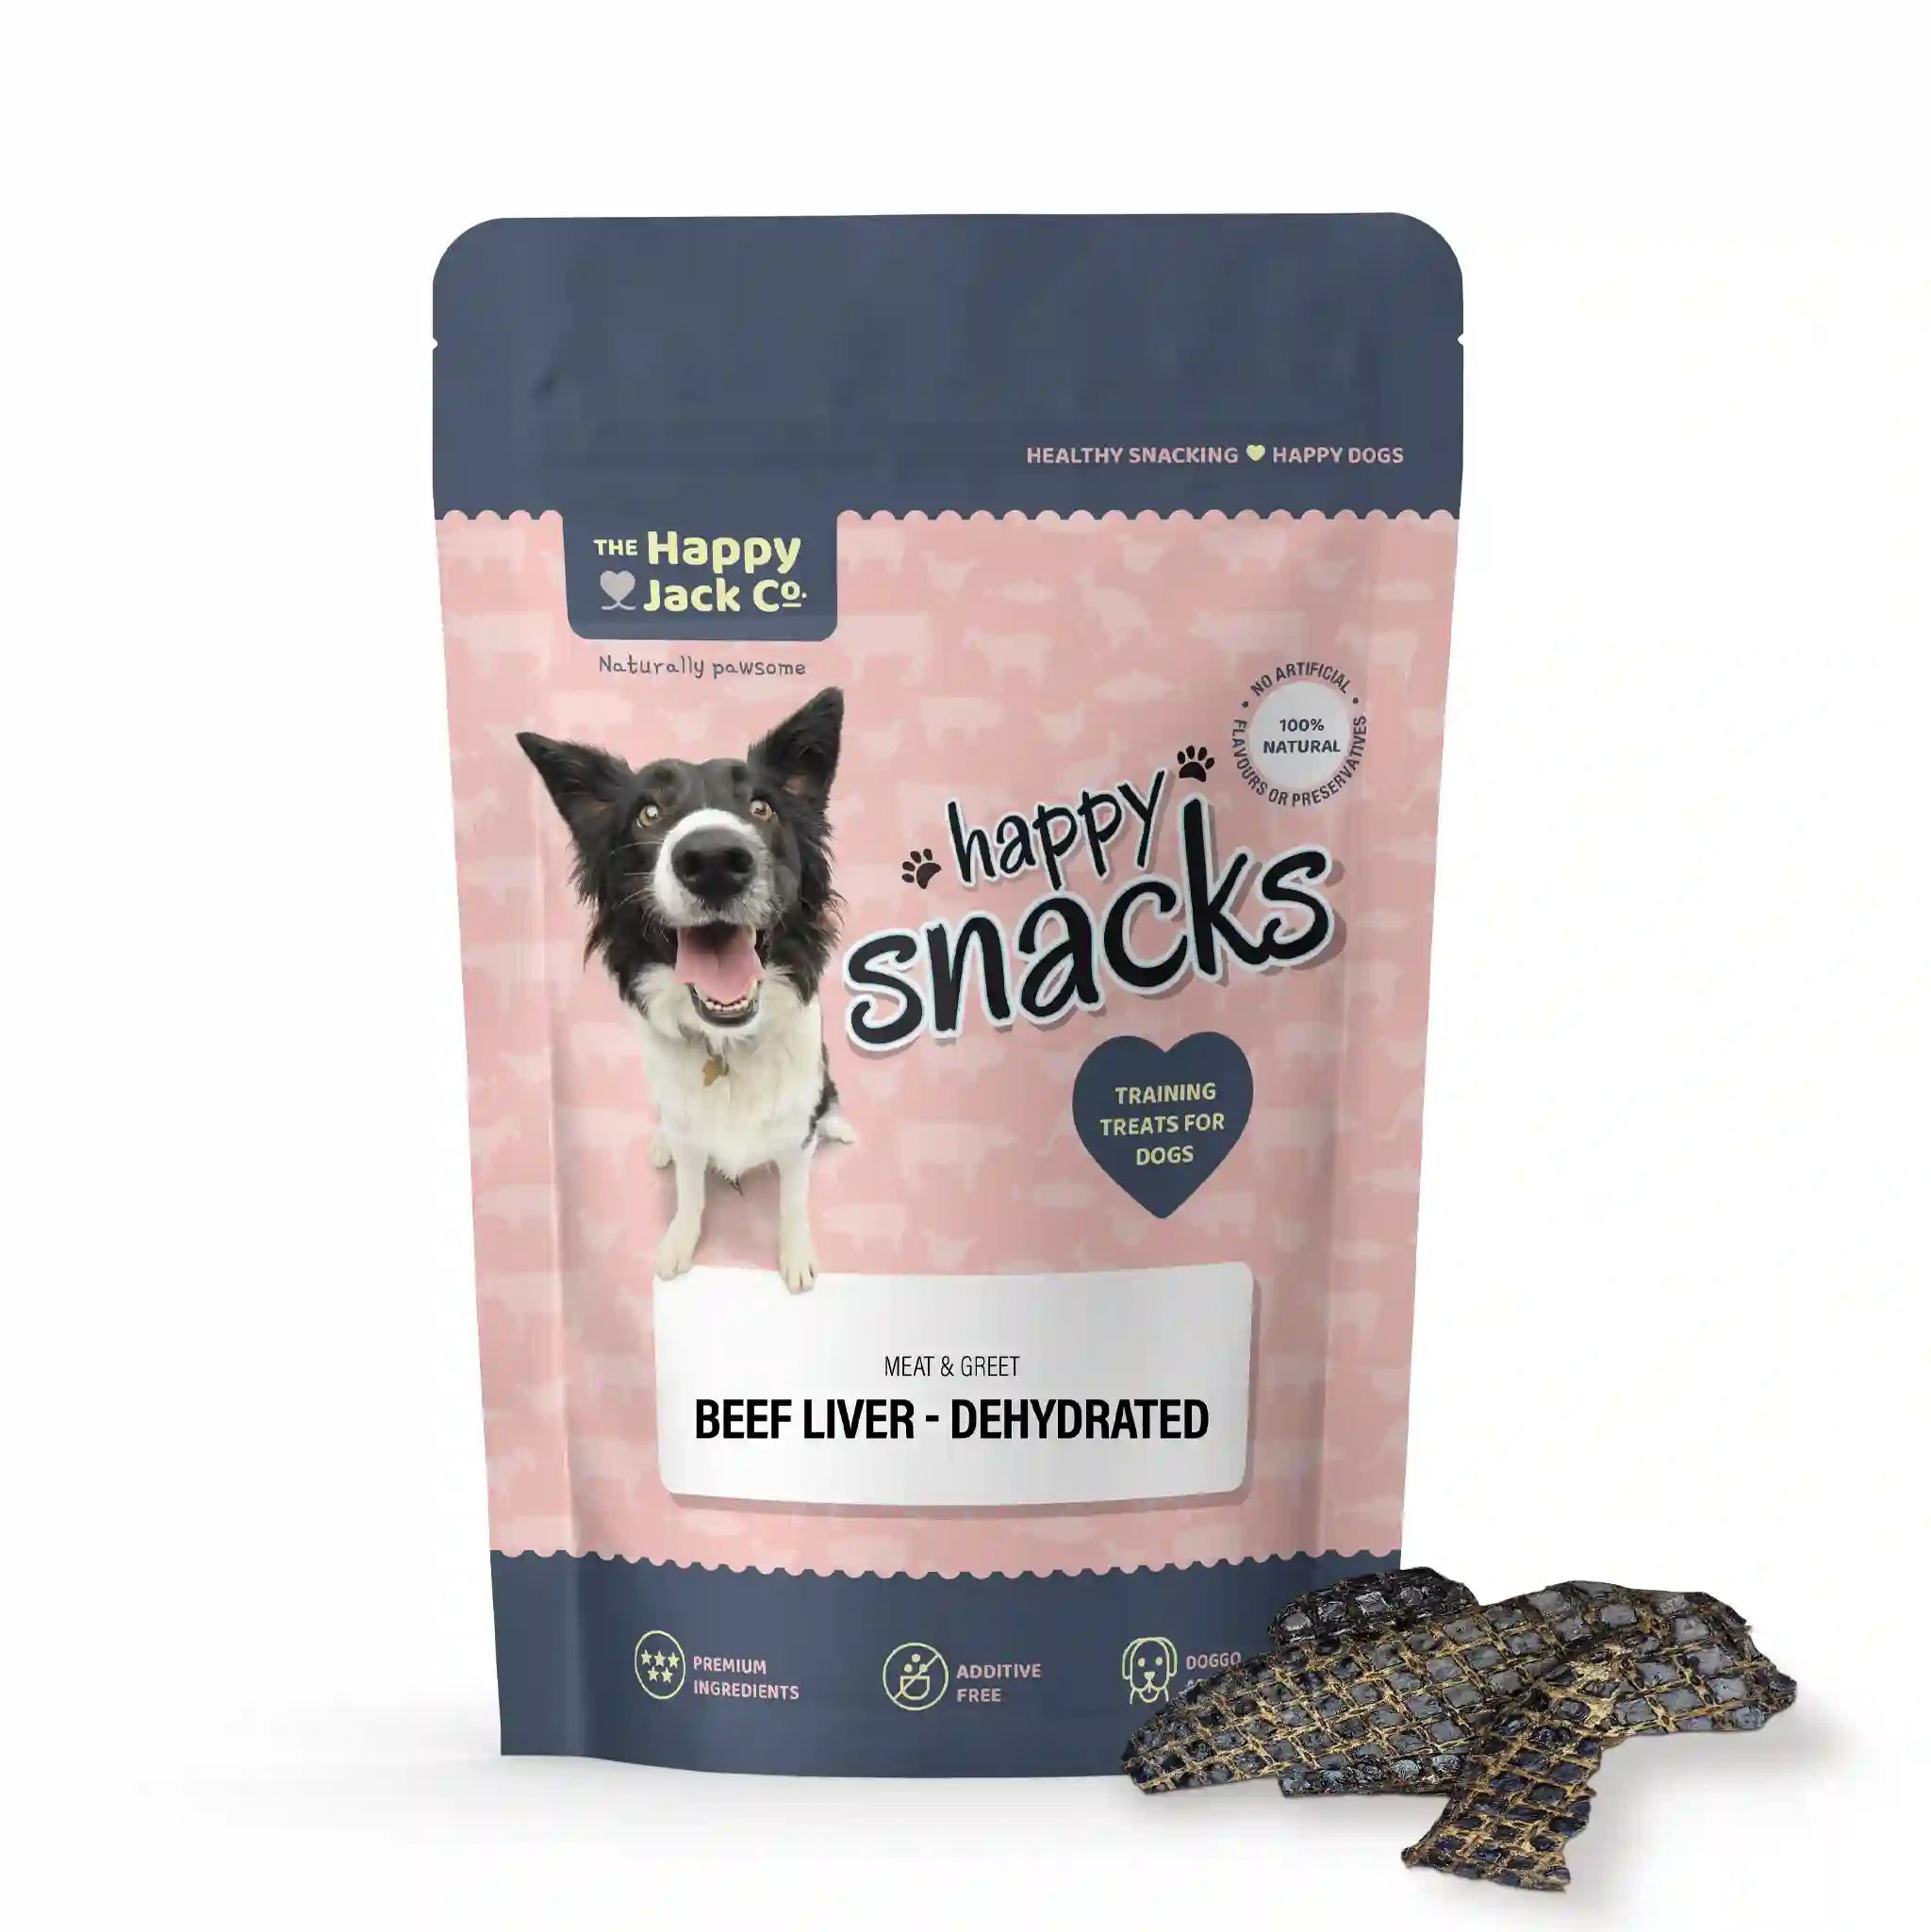 HEALTHY SNACKING HAPPY DOGS
THE Happy
Jack Co.
Naturally pawsome
NO ARTIFICIAL
FLAVOURS OR PRESERVATIVES
100%
NATURAL
happy
snacks
TRAINING
TREATS FOR
DOGS
MEAT & GREET
BEEF LIVER - DEHYDRATED
PREMIUM
INGREDIENTS
ADDITIVE
FREE
DOGGO